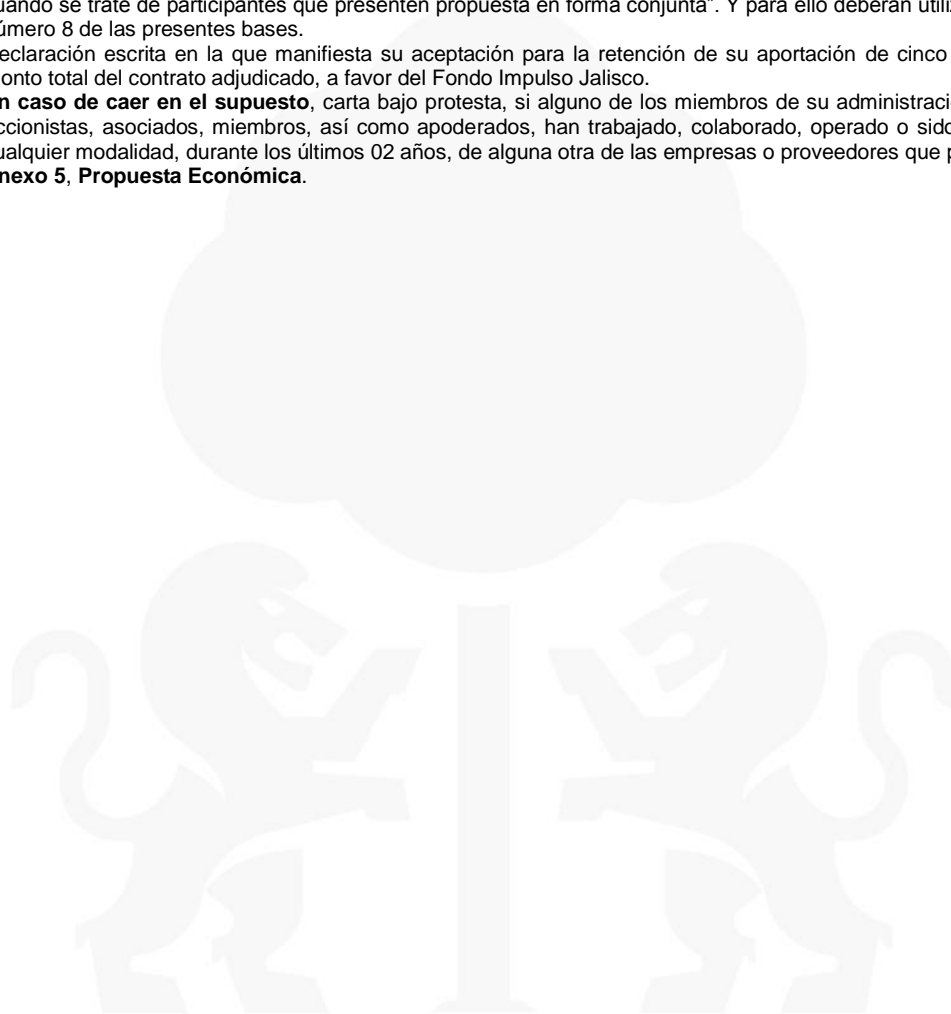 uando se trate de participantes que presenten propuesta en forma conjunta". Y para ello deberán utiliz
úmero 8 de las presentes bases.
eclaración escrita en la que manifiesta su aceptación para la retención de su aportación de cinco
onto total del contrato adjudicado, a favor del Fondo Impulso Jalisco.
n caso de caer en el supuesto, carta bajo protesta, si alguno de los miembros de su administraci
ccionistas, asociados, miembros, así como apoderados, han trabajado, colaborado, operado o sido
ualquier modalidad, durante los últimos 02 años, de alguna otra de las empresas o proveedores que p
nexo 5, Propuesta Económica.